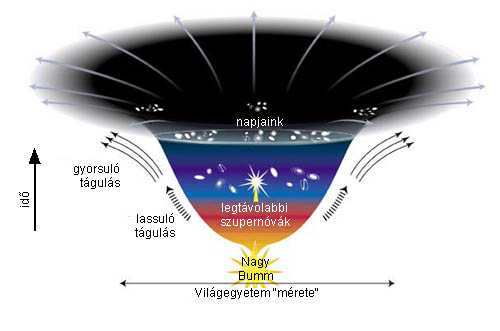 napjaink
gyorsuló
tágulás
idő
legtávolabbi
szupernóvák
lassuló
tágulás
Nagy
Bumm
Világegyetem "mérete"